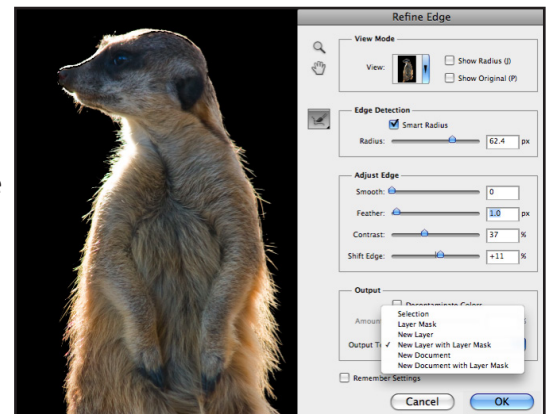 Refine Edge
View Mode
View:
Show Radius (J)
Show Original (P)
Edge Detection
Smart Radius
Radius: 62.4 px
Adjust Edge
Smooth: 0
Feather: 1.0 px
Contrast: 37 %
Shift Edge: +11 %
Output
Decontaminate Colors
Selection
Layer Mask
New Layer
✓ New Layer with Layer Mask
New Document
New Document with Layer Mask
Remember Settings
Cancel OK